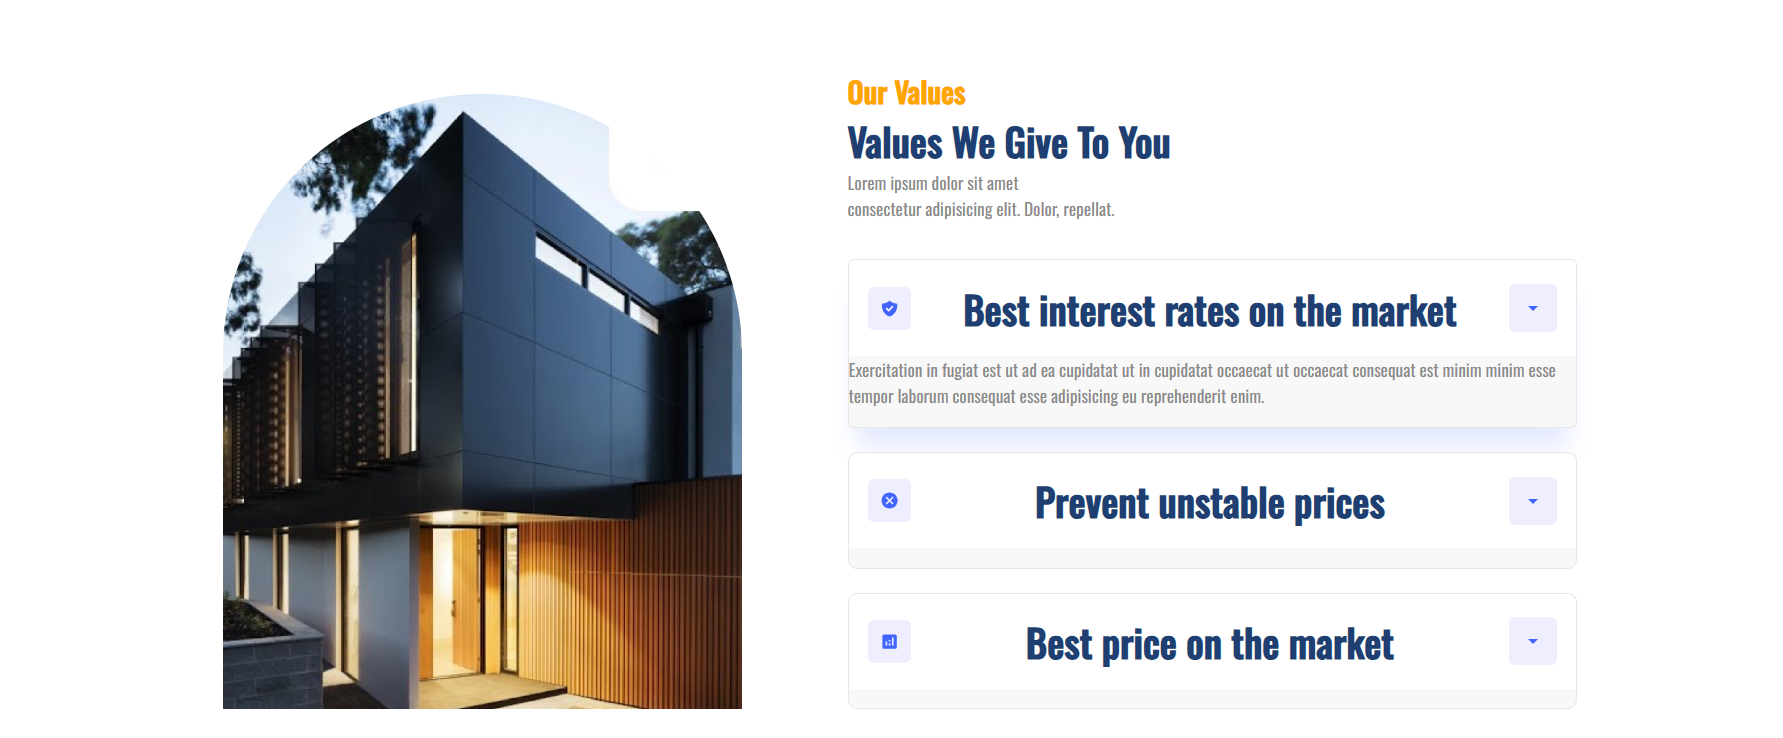 Our Values
Values We Give To You
Lorem ipsum dolor sit amet
consectetur adipisicing elit. Dolor, repellat.
Best interest rates on the market
Exercitation in fugiat est ut ad ea cupidatat ut in cupidatat occaecat ut occaecat consequat est minim minim esse
tempor laborum consequat esse adipisicing eu reprehenderit enim.
Prevent unstable prices
Best price on the market